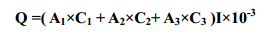 Q =( A₁×C₁ + A₂×C₂+ A₃×C₃ )I×10⁻³